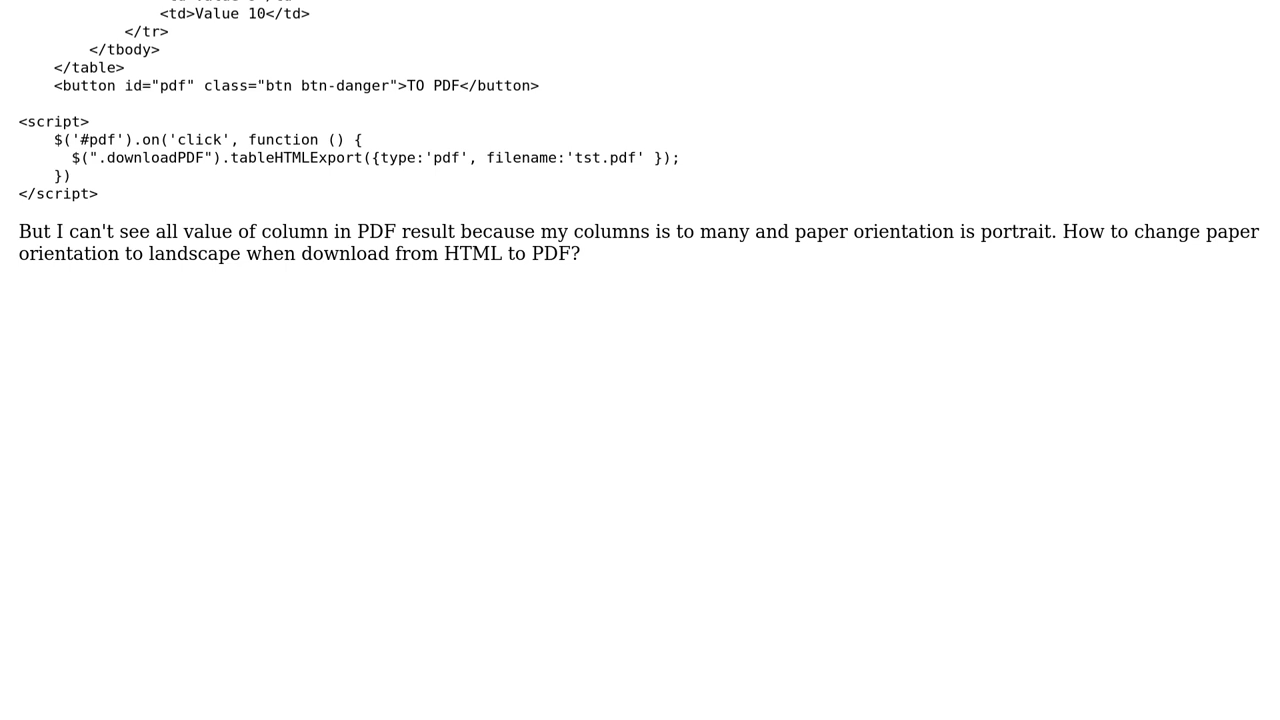 <td>Value 10</td>
</tr>
</tbody>
</table>
<button id="pdf" class="btn btn-danger">TO PDF</button>
<script>
$('#pdf').on('click', function () {
$(".downloadPDF").tableHTMLExport({type:'pdf', filename:'tst.pdf' });
})
</script>
But I can't see all value of column in PDF result because my columns is to many and paper orientation is portrait. How to change paper
orientation to landscape when download from HTML to PDF?